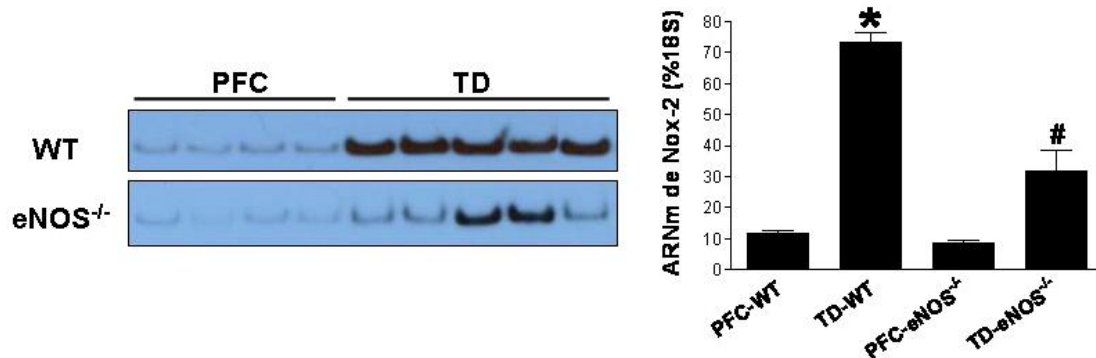 PFC TD
WT
eNOS-/-
ARNm de Nox-2 (%18S)
80
70
60
50
40
30
20
10
0
*
#
PFC-WT
TD-WT
PFC-eNOS-/-
TD-eNOS-/-